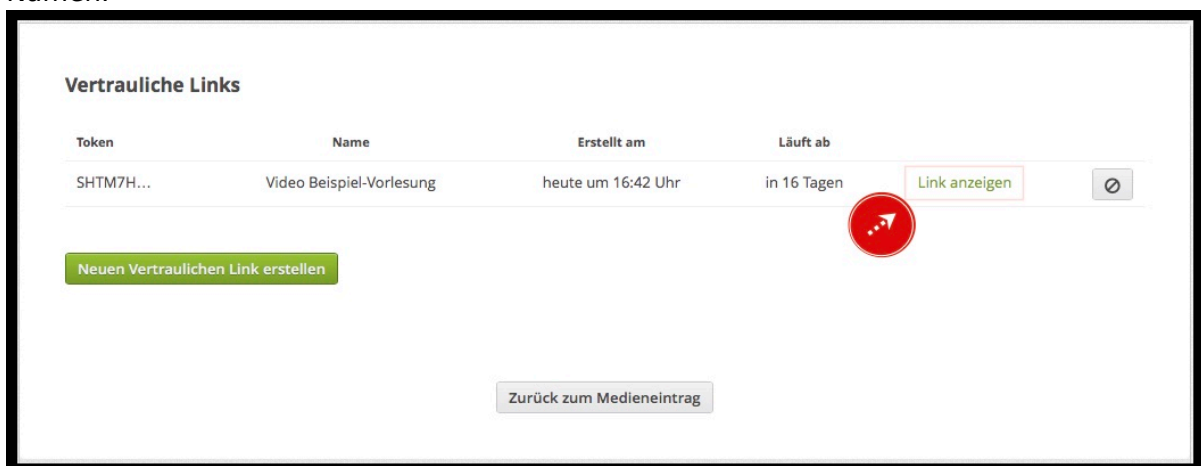 Vertrauliche Links
Token Name Erstellt am Läuft ab
SHTM7H... Video Beispiel-Vorlesung heute um 16:42 Uhr in 16 Tagen Link anzeigen
Neuen Vertraulichen Link erstellen
Zurück zum Medieneintrag